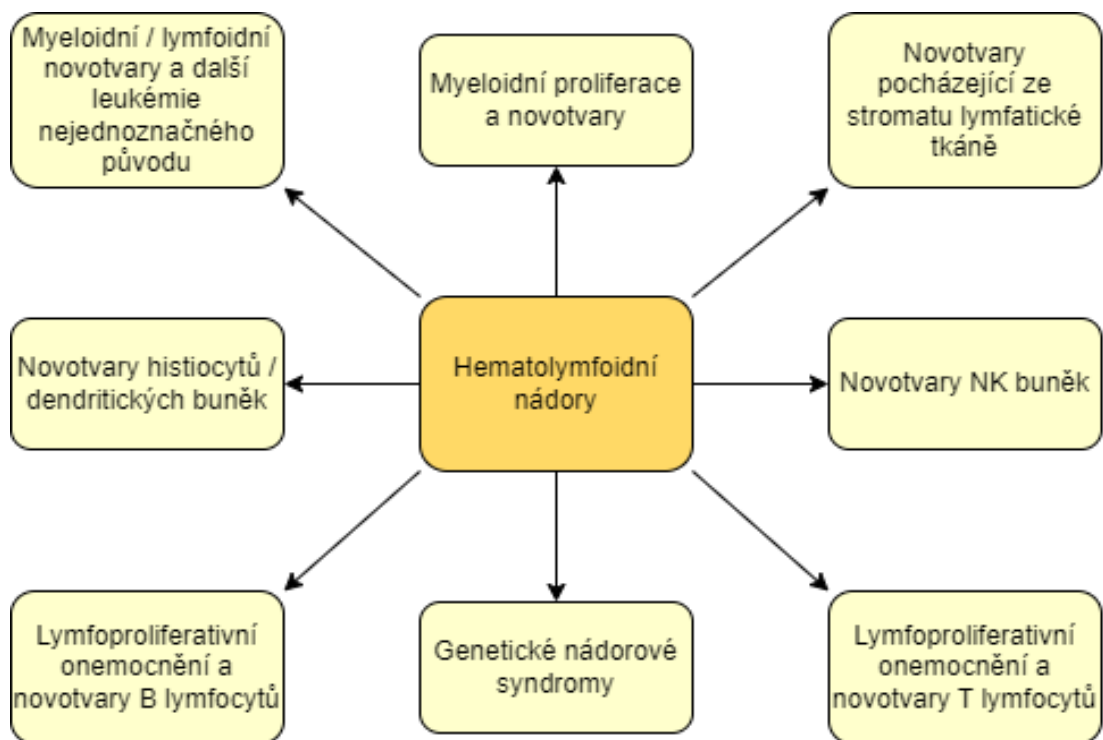 Myeloidní / lymfoidní
novotvary a další
leukémie
nejednoznačného
původu
Myeloidní proliferace
a novotvary
Novotvary
pocházející ze
stromatu lymfatické
tkáně
Novotvary histiocytů /
dendritických buněk
Hematolymfoidní
nádory
Novotvary NK buněk
Lymfoproliferativní
onemocnění a
novotvary B lymfocytů
Genetické nádorové
syndromy
Lymfoproliferativní
onemocnění a
novotvary T lymfocytů